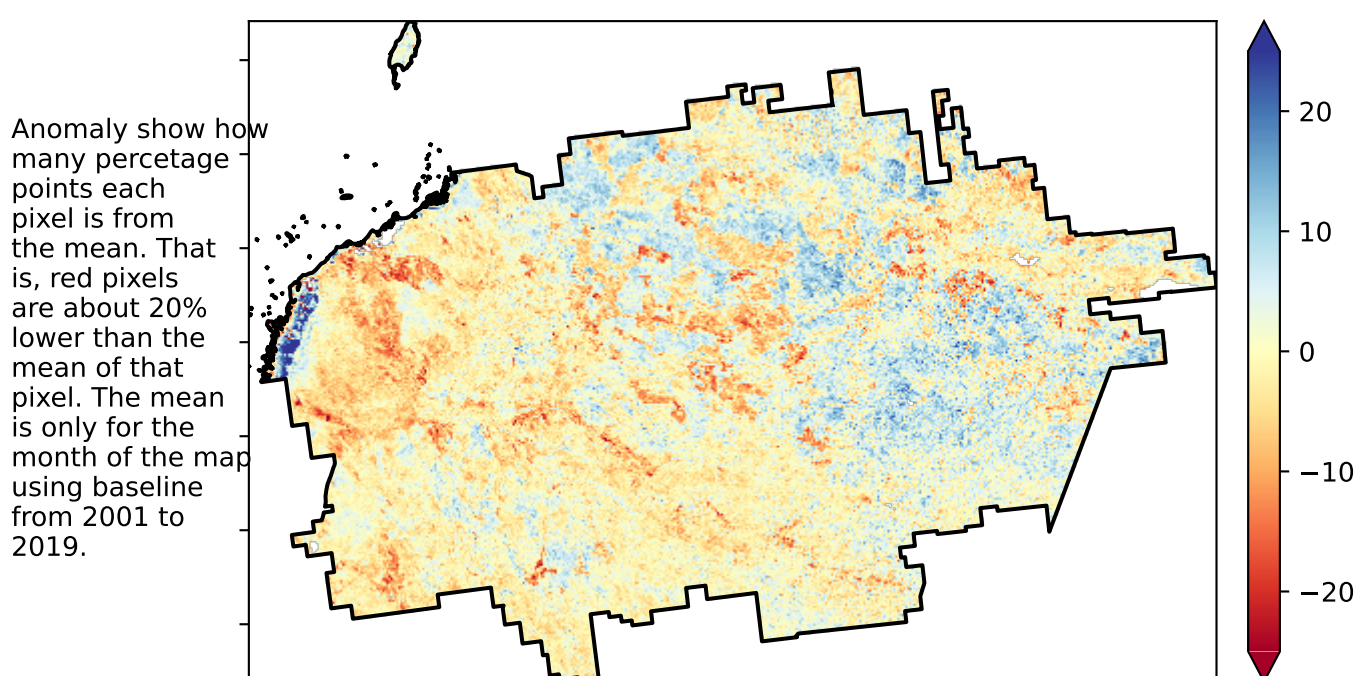 Anomaly show how
many percetage
points each
pixel is from
the mean. That
is, red pixels
are about 20%
lower than the
mean of that
pixel. The mean
is only for the
month of the map
using baseline
from 2001 to
2019.
20
10
0
−10
−20